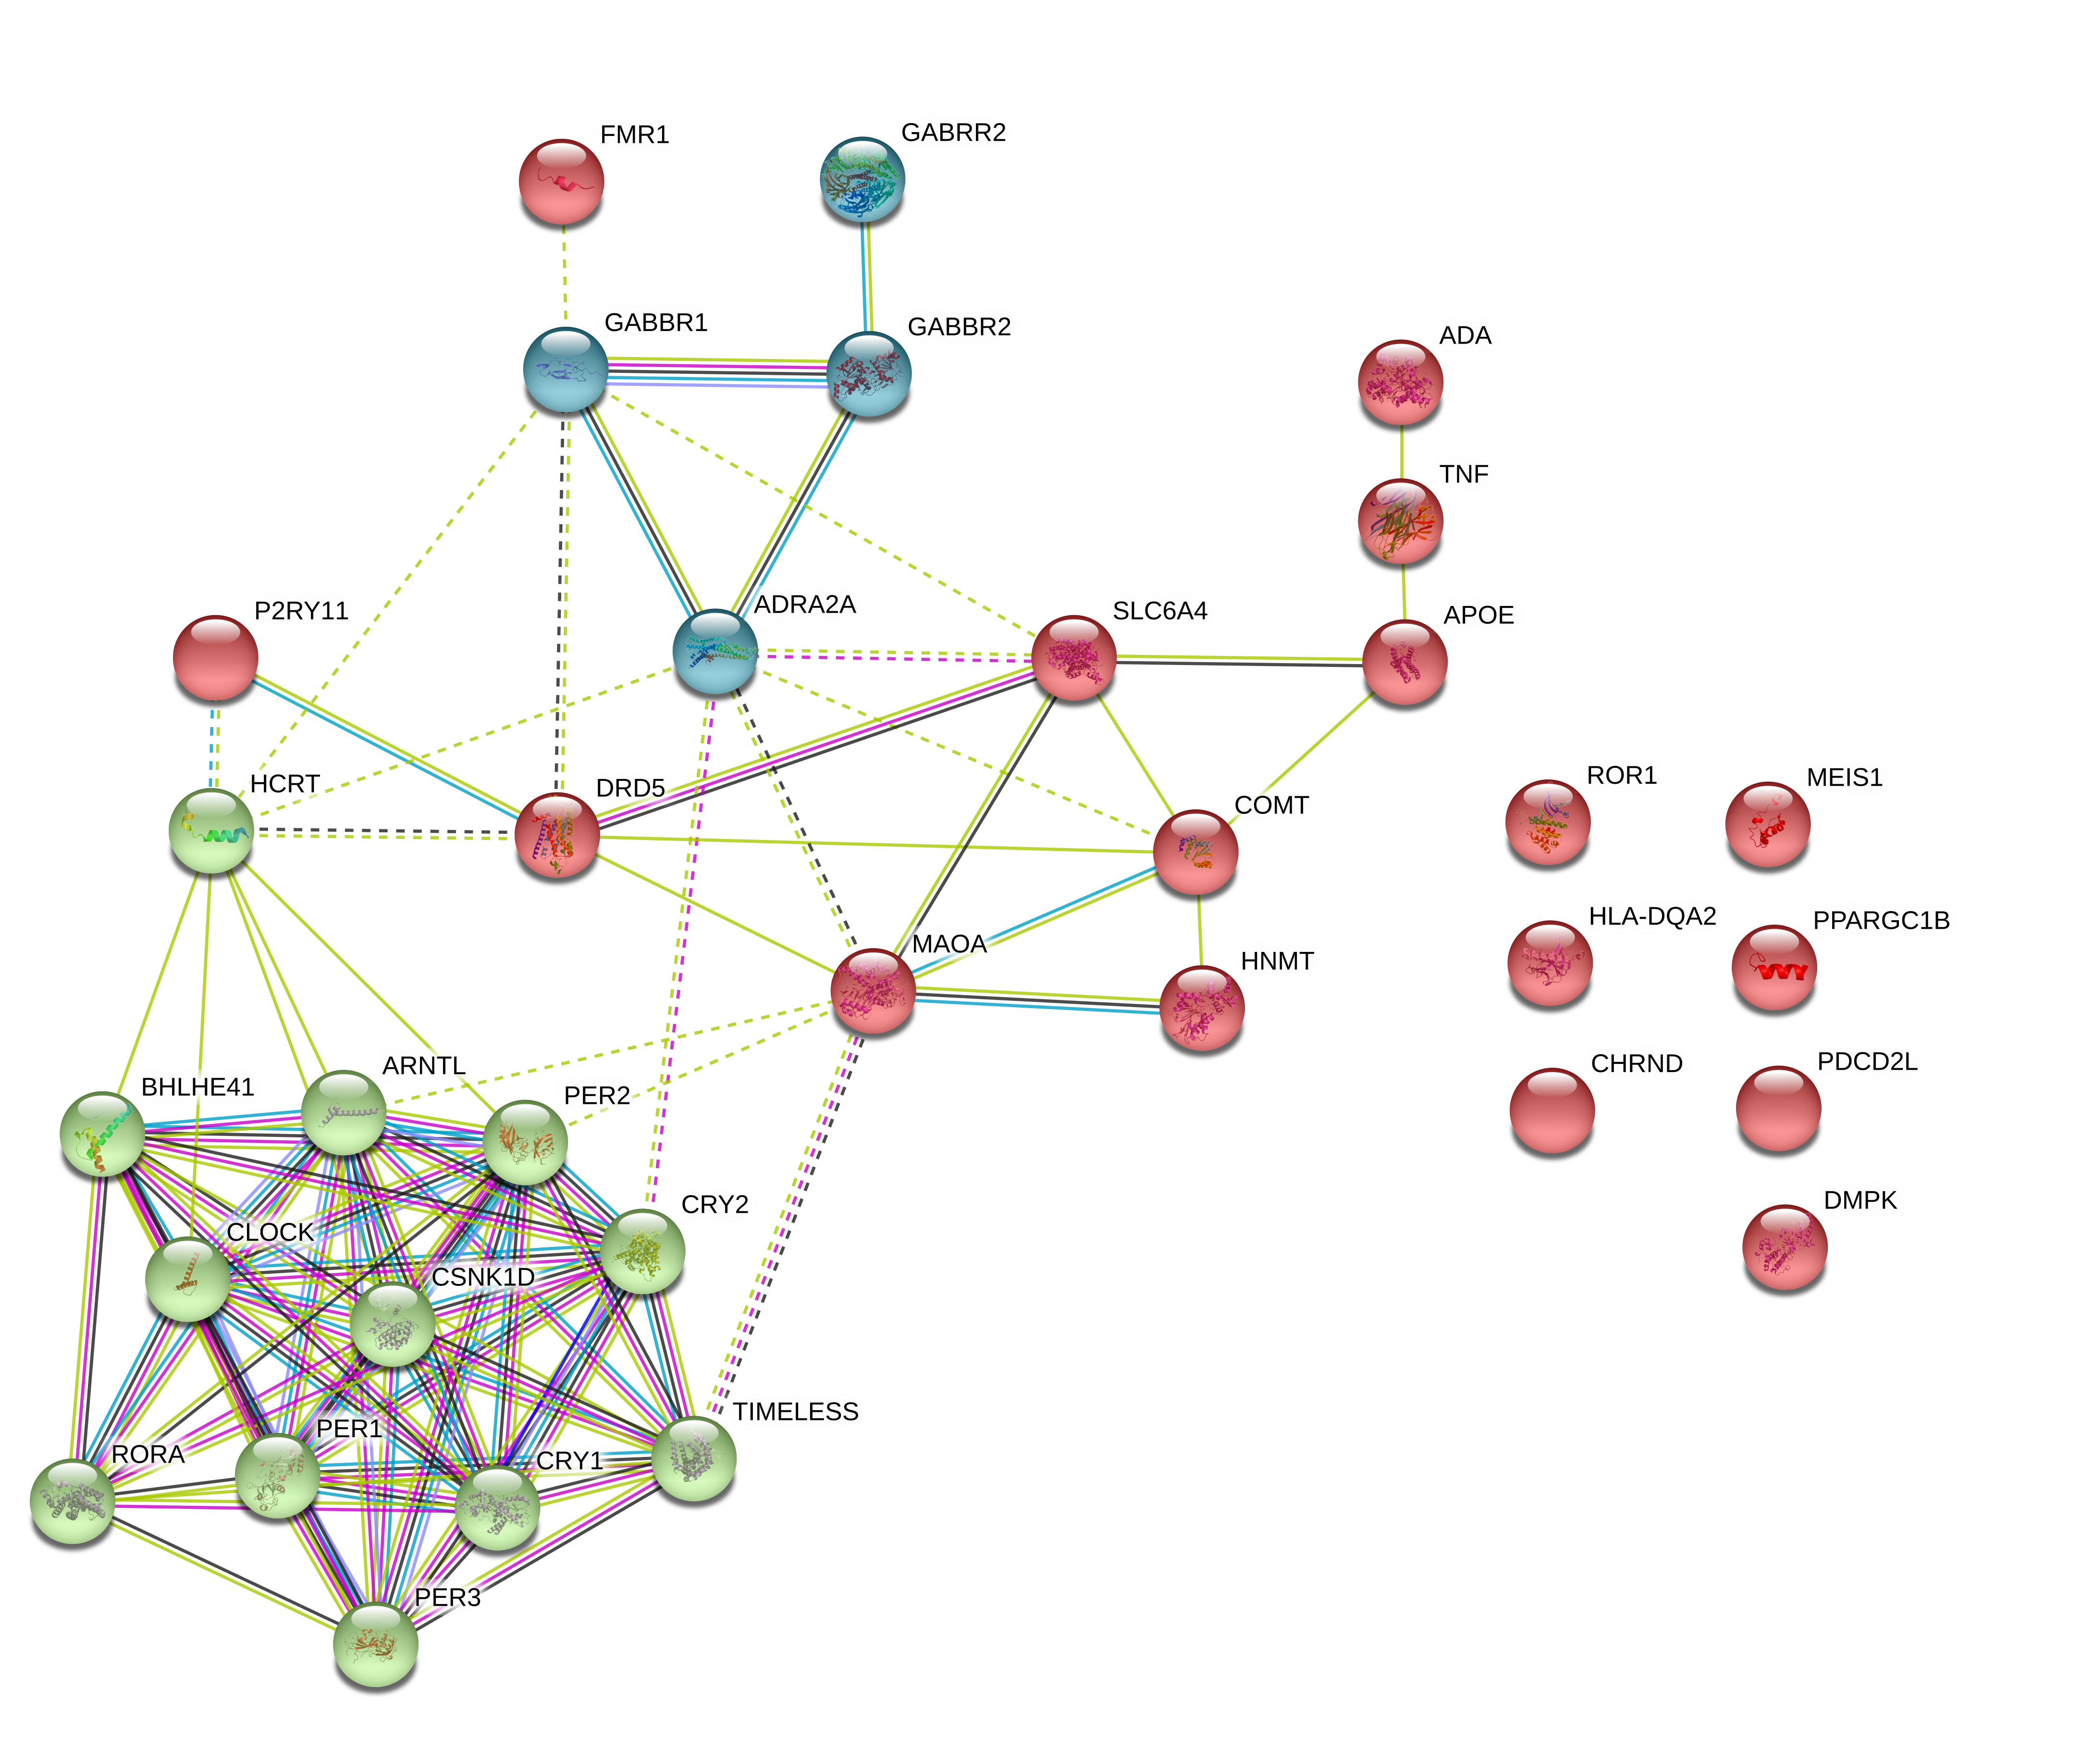 FMR1
GABRR2
GABBR1
GABBR2
ADA
TNF
P2RY11
ADRA2A
SLC6A4
APOE
HCRT
DRD5
COMT
ROR1
MEIS1
MAOA
HNMT
HLA-DQA2
PPARGC1B
ARNTL
BHLHE41
PER2
CHRND
PDCD2L
CRY2
DMPK
CLOCK
CSNK1D
TIMELESS
PER1
RORA
CRY1
PER3